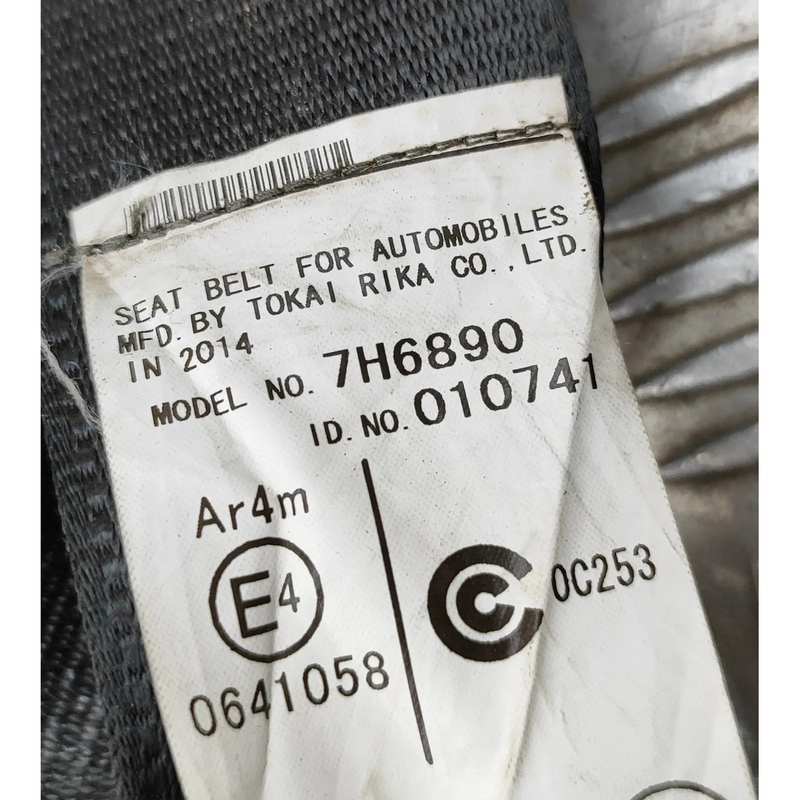 SEAT BELT FOR AUTOMOBILES
MFD. BY TOKAI RIKA CO., LTD.
IN 2014
MODEL NO. 7H6890
ID. NO. 010741
Ar4m
E4
0641058
0C253